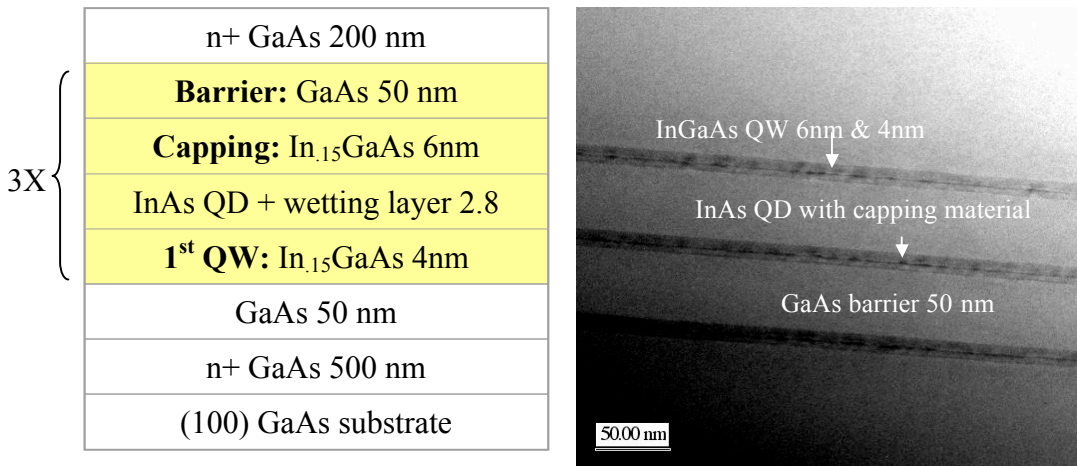 n+ GaAs 200 nm
Barrier: GaAs 50 nm
Capping: In.15GaAs 6nm
3X
InAs QD + wetting layer 2.8
1st QW: In.15GaAs 4nm
GaAs 50 nm
n+ GaAs 500 nm
(100) GaAs substrate
InGaAs QW 6nm & 4nm
InAs QD with capping material
GaAs barrier 50 nm
50.00 nm